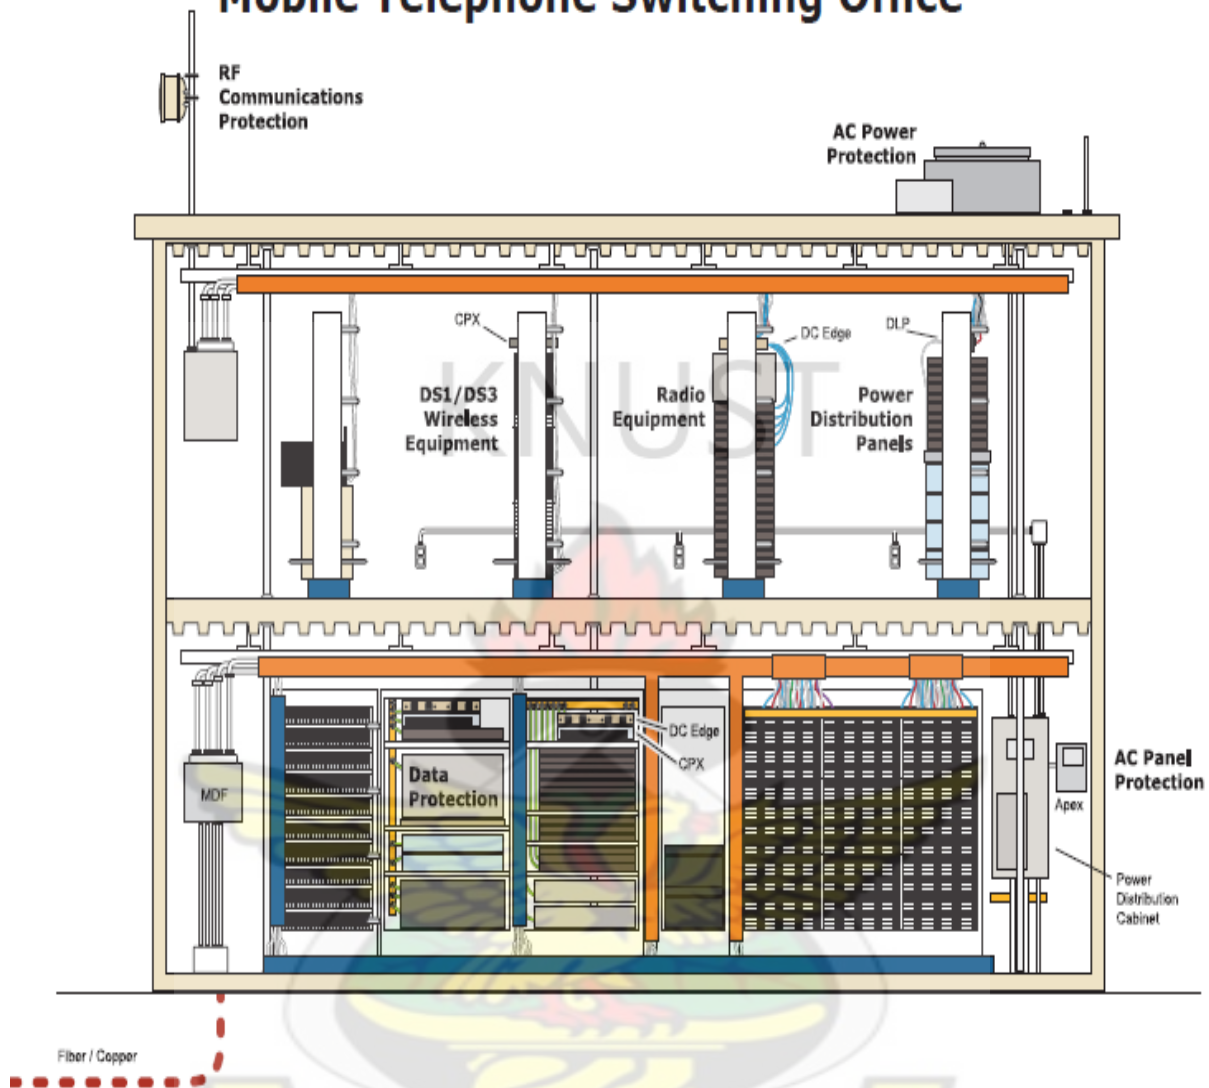 Mobile Telephone Switching Office
RF
Communications
Protection
AC Power
Protection
CPX
DC Edge
DLP
KNUST
DS1/DS3
Wireless
Equipment
Radio
Equipment
Power
Distribution
Panels
DC Edge
CPX
Data
Protection
MDF
AC Panel
Protection
Apex
Power
Distribution
Cabinet
Fiber / Copper